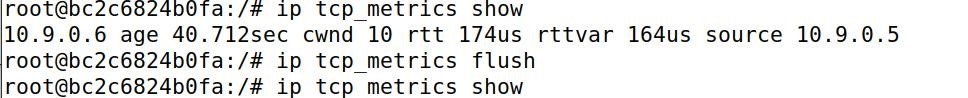 root@bc2c6824b0fa:/# ip tcp_metrics show
10.9.0.6 age 40.712sec cwnd 10 rtt 174us rttvar 164us source 10.9.0.5
root@bc2c6824b0fa:/# ip tcp_metrics flush
root@bc2c6824b0fa:/# ip tcp_metrics show